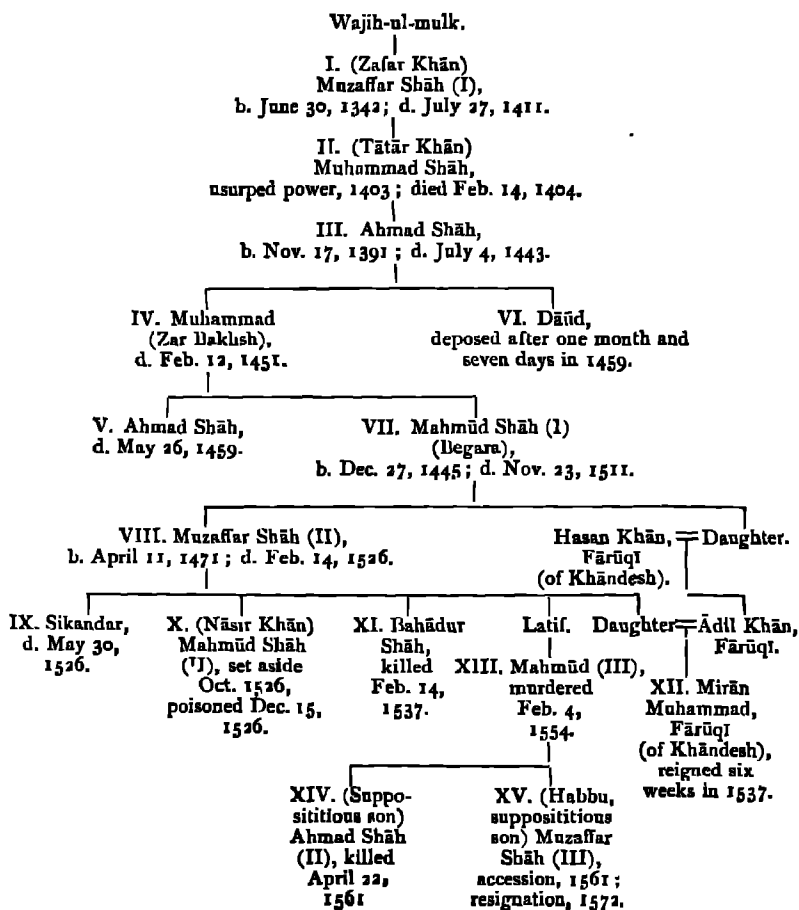 Wajih-ul-mulk.
I. (Zafar Khān)
Muzaffar Shāh (I),
b. June 30, 1342; d. July 27, 1411.
II. (Tātār Khān)
Muhammad Shāh,
usurped power, 1403; died Feb. 14, 1404.
III. Ahmad Shāh,
b. Nov. 17, 1391; d. July 4, 1443.
IV. Muhammad
(Zar Bakhsh),
d. Feb. 12, 1451.
VI. Dāūd,
deposed after one month and
seven days in 1459.
V. Ahmad Shāh,
d. May 26, 1459.
VII. Mahmūd Shāh (I)
(Begara),
b. Dec. 27, 1445; d. Nov. 23, 1511.
VIII. Muzaffar Shāh (II),
b. April 11, 1471; d. Feb. 14, 1526.
Hasan Khān, = Daughter.
Fārūqī
(of Khāndesh).
IX. Sikandar,
d. May 30,
1526.
X. (Nāsir Khān)
Mahmūd Shāh
(II), set aside
Oct. 1526,
poisoned Dec. 15,
1526.
XI. Bahādur
Shāh,
killed
Feb. 14,
1537.
Latif.
XIII. Mahmūd (III),
murdered
Feb. 4,
1554.
Daughter = Ādil Khān,
Fārūqī.
XII. Mirān
Muhammad,
Fārūqī
(of Khāndesh),
reigned six
weeks in 1537.
XIV. (Suppo-
sititious son)
Ahmad Shāh
(II), killed
April 22,
1561
XV. (Habbu,
supposititious
son) Muzaffar
Shāh (III),
accession, 1561;
resignation, 1572.